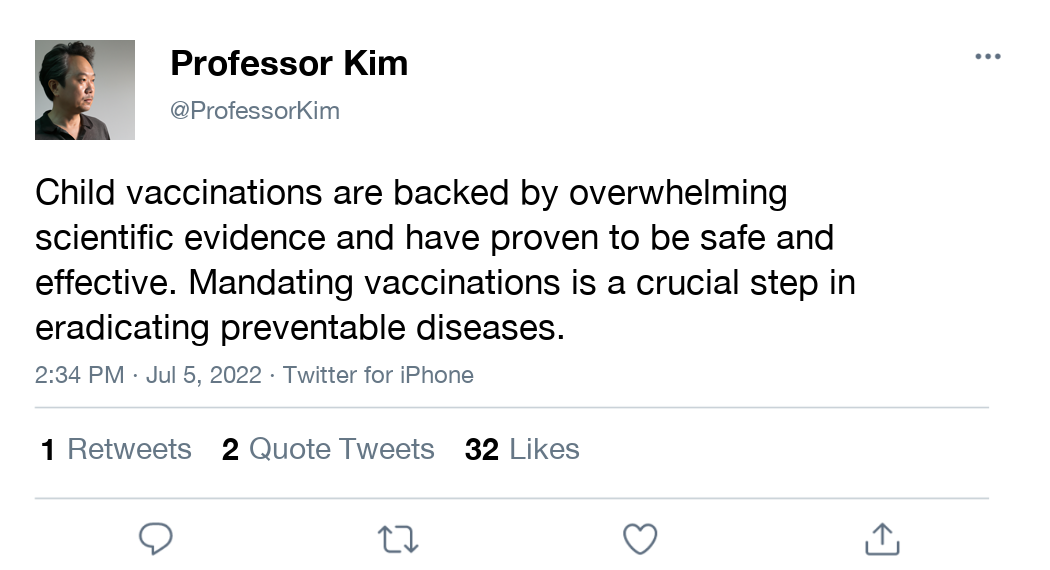 Professor Kim
@ProfessorKim
Child vaccinations are backed by overwhelming
scientific evidence and have proven to be safe and
effective. Mandating vaccinations is a crucial step in
eradicating preventable diseases.
2:34 PM · Jul 5, 2022 · Twitter for iPhone
1 Retweets 2 Quote Tweets 32 Likes